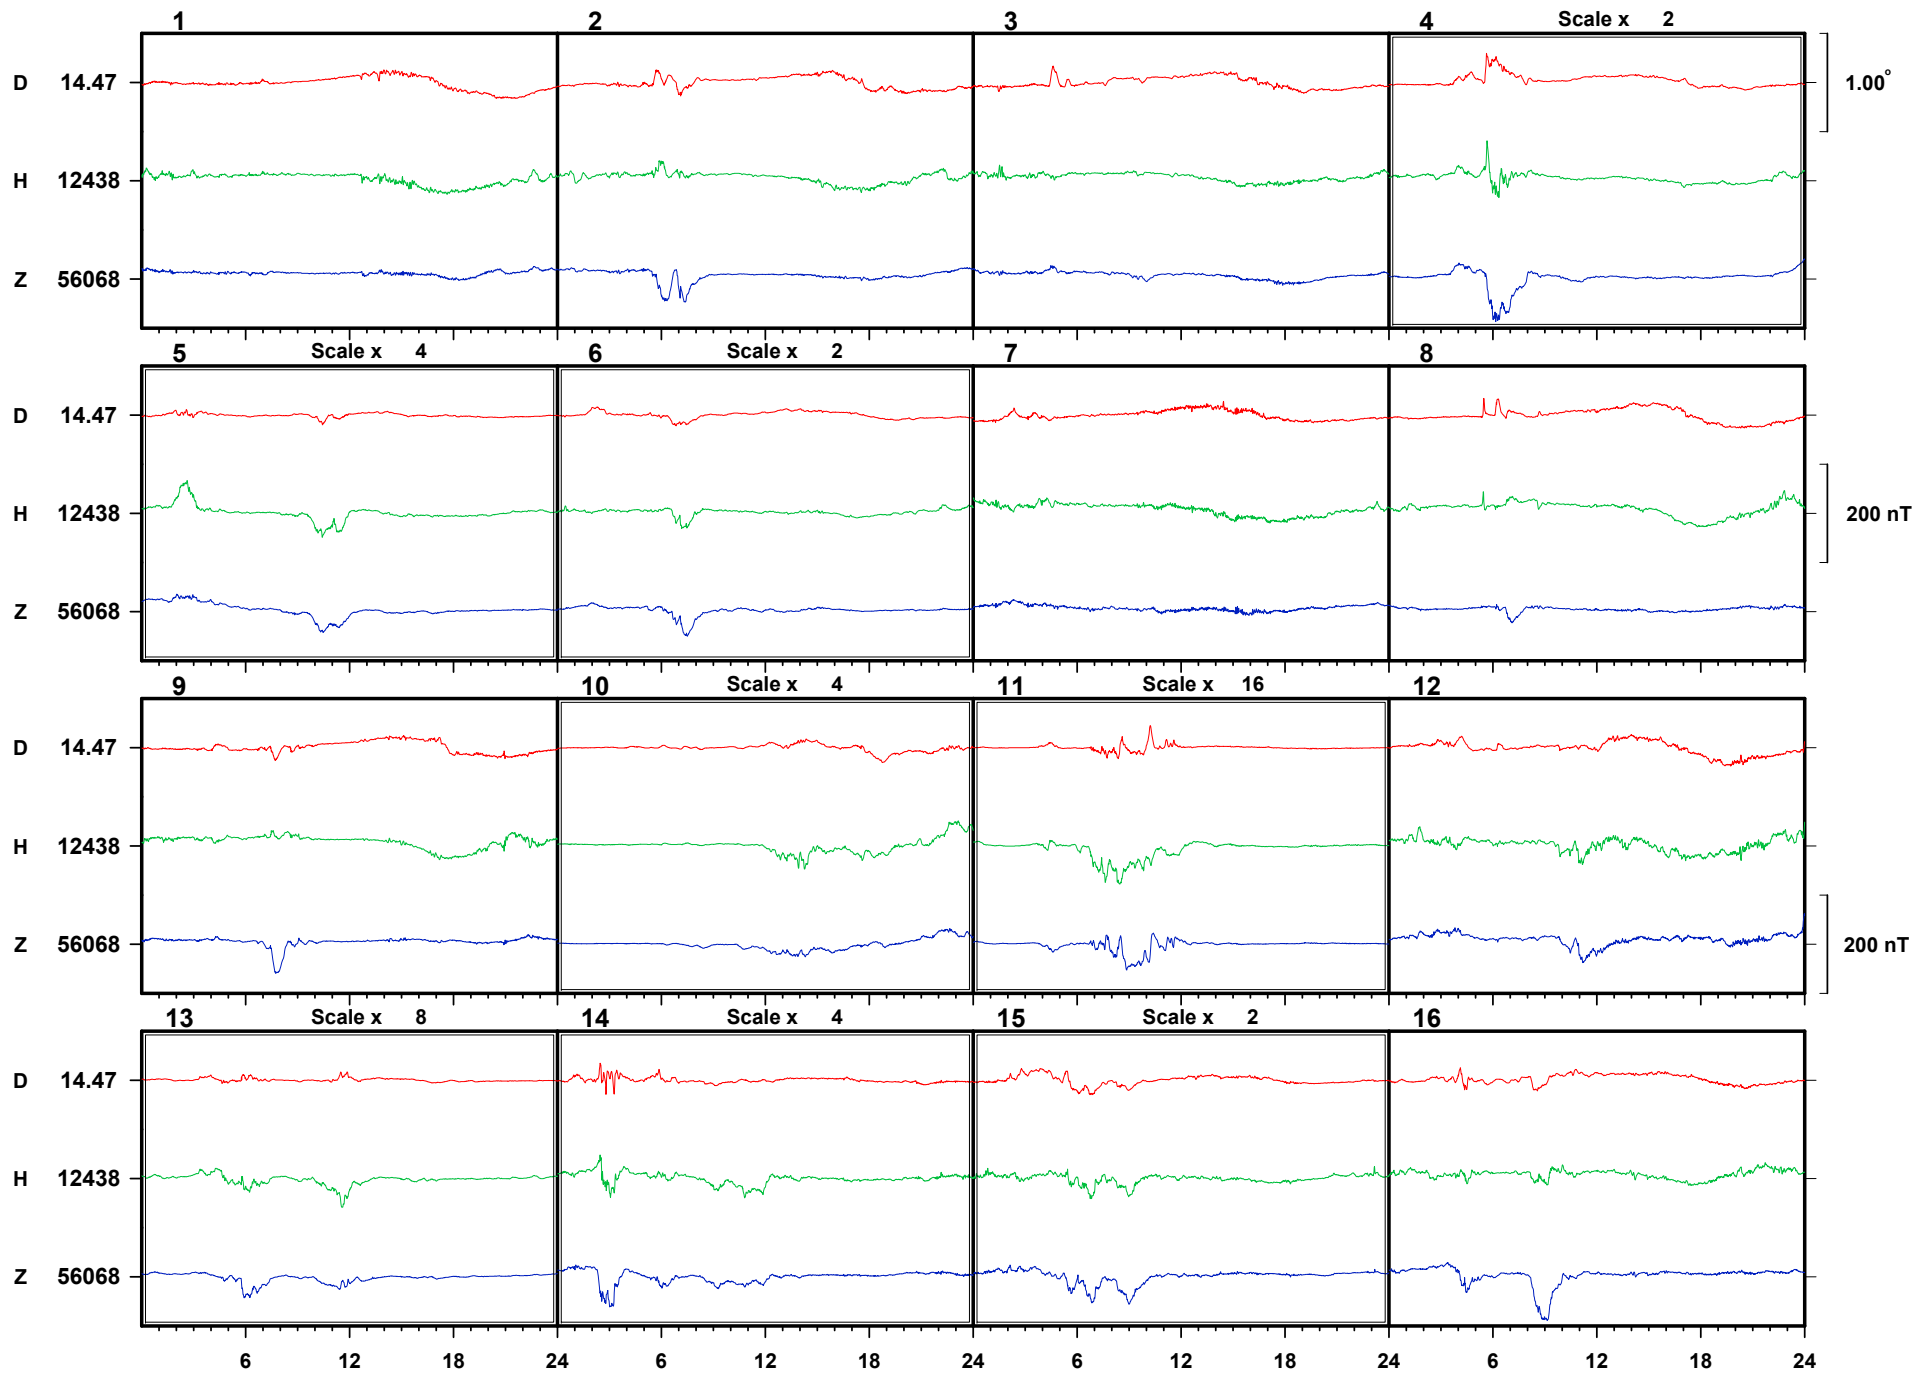 1 2 3 4 Scale x 2
D 14.47 1.00°
H 12438
Z 56068
5 Scale x 4 6 Scale x 2 7 8
D 14.47
H 12438 200 nT
Z 56068
9 10 Scale x 4 11 Scale x 16 12
D 14.47
H 12438
Z 56068 200 nT
13 Scale x 8 14 Scale x 4 15 Scale x 2 16
D 14.47
H 12438
Z 56068
6 12 18 24 6 12 18 24 6 12 18 24 6 12 18 24